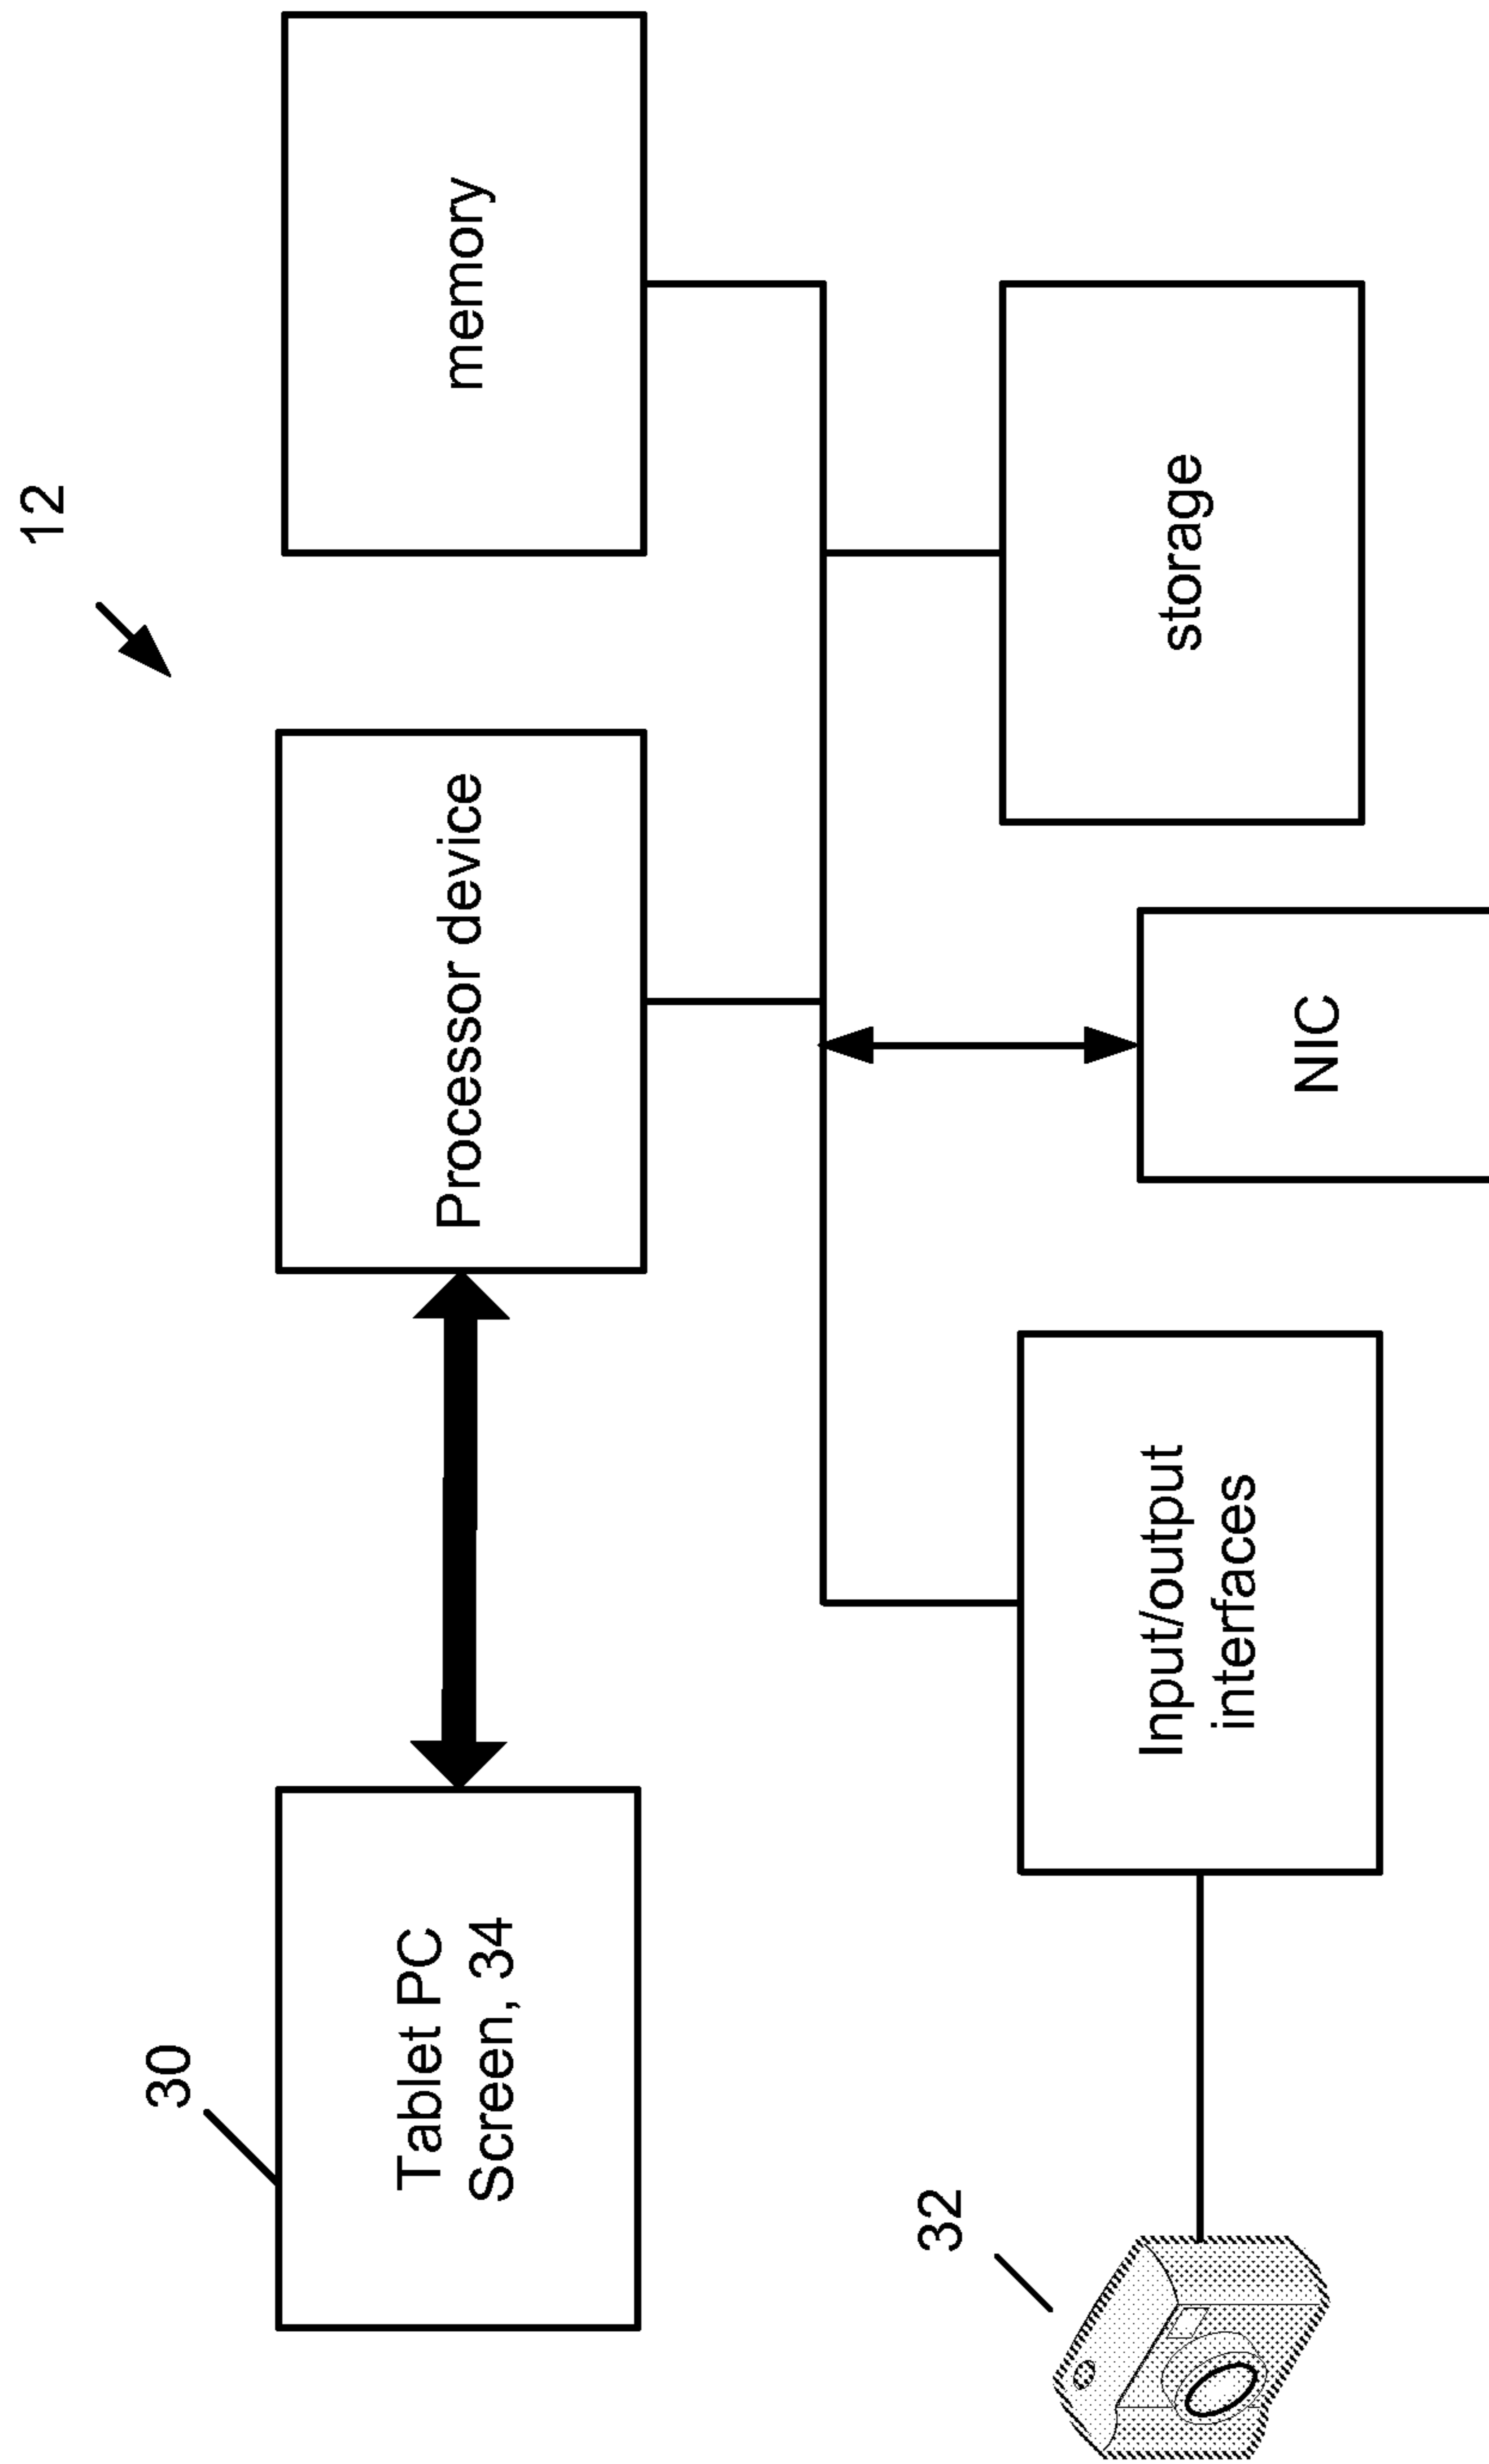 12
30
Tablet PC
Screen, 34
Processor device
memory
32
Input/output
interfaces
NIC
storage